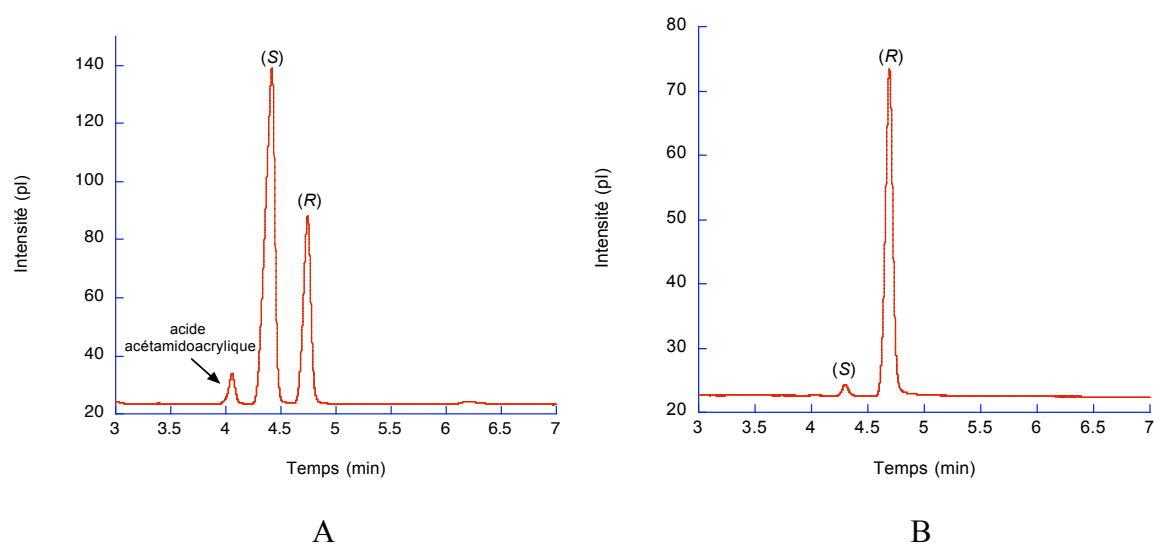 140
120
100
80
60
40
20
Intensité (pI)
(S)
(R)
acide
acétamidoacrylique
3 3.5 4 4.5 5 5.5 6 6.5 7
Temps (min)
A
80
70
60
50
40
30
20
Intensité (pI)
(R)
(S)
3 3.5 4 4.5 5 5.5 6 6.5 7
Temps (min)
B